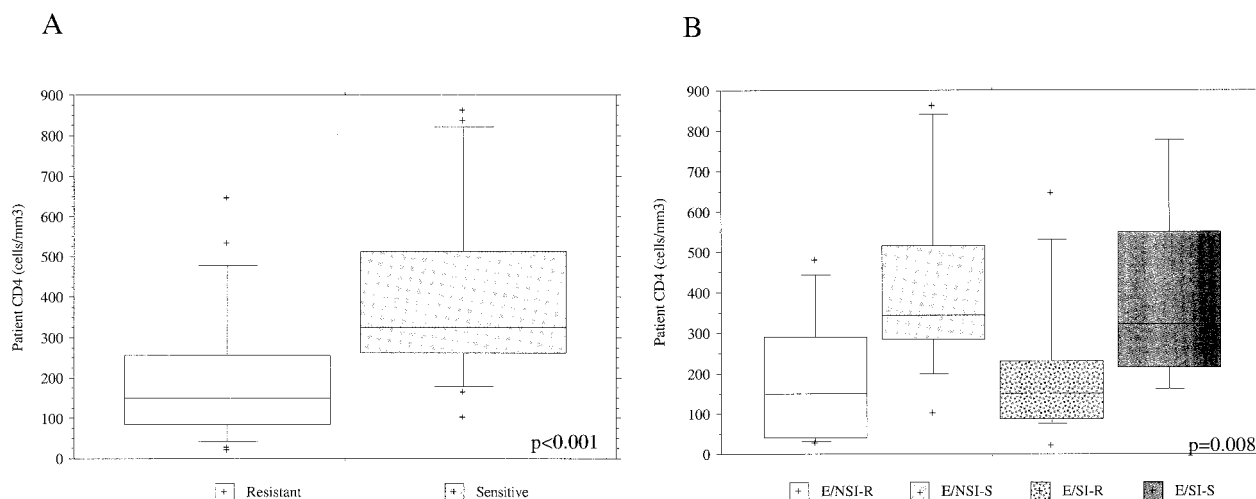 A
B
900
800
700
600
500
400
300
200
100
0
Patient CD4 (cells/mm3)
p<0.001
Resistant
Sensitive
900
800
700
600
500
400
300
200
100
0
Patient CD4 (cells/mm3)
p=0.008
E/NSI-R
E/NSI-S
E/SI-R
E/SI-S